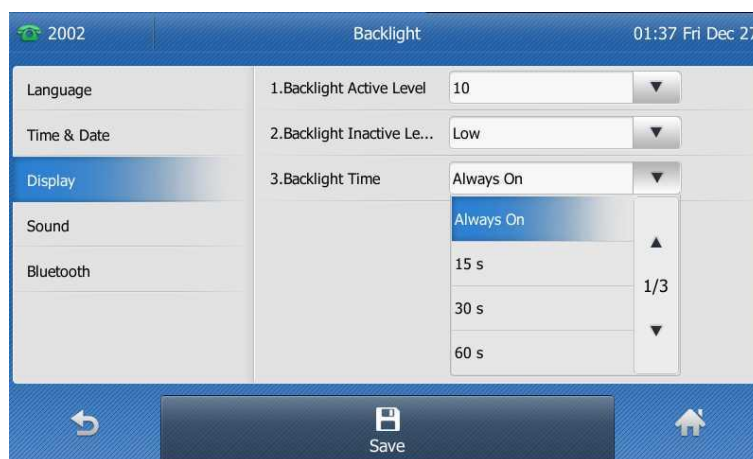 2002 Backlight 01:37 Fri Dec 27
Language
Time & Date
Display
Sound
Bluetooth
1.Backlight Active Level 10
2.Backlight Inactive Le... Low
3.Backlight Time Always On
Always On
15 s
30 s
60 s
1/3
Save